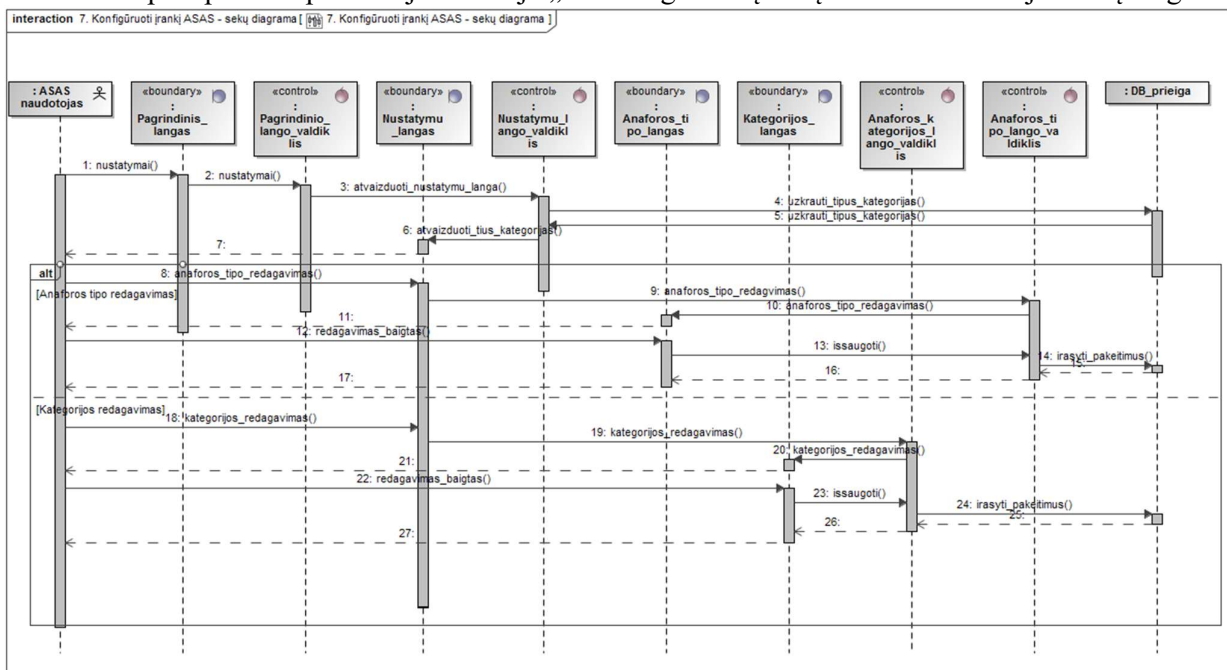 interaction 7. Konfigūruoti įrankį ASAS - sekų diagrama [ 7. Konfigūruoti įrankį ASAS - sekų diagrama ]
: ASAS
naudotojas
«boundary»
:
Pagrindinis_
langas
«control»
:
Pagrindinio_
lango_valdik
lis
«boundary»
:
Nustatymu
_langas
«control»
:
Nustatymu_l
ango_valdikl
is
«boundary»
:
Anaforos_ti
po_langas
«boundary»
:
Kategorijos_
langas
«control»
:
Anaforos_k
ategorijos_l
ango_valdikl
is
«control»
:
Anaforos_ti
po_lango_va
ldiklis
: DB_prieiga
1: nustatymai()
2: nustatymai()
3: atvaizduoti_nustatymu_langa()
4: uzkrauti_tipus_kategorijas()
5: uzkrauti_tipus_kategorijas()
6: atvaizduoti_tius_kategorijas()
7:
alt
8: anaforos_tipo_redagavimas()
[Anaforos tipo redagavimas]
9: anaforos_tipo_redagvimas()
10: anaforos_tipo_redagavimas()
11:
12: redagavimas_baigtas()
13: issaugoti()
14: irasyti_pakeitimus()
15:
16:
17:
[Kategorijos redagavimas]
18: kategorijos_redagavimas()
19: kategorijos_redagavimas()
20: kategorijos_redagavimas()
21:
22: redagavimas_baigtas()
23: issaugoti()
24: irasyti_pakeitimus()
25:
26:
27: